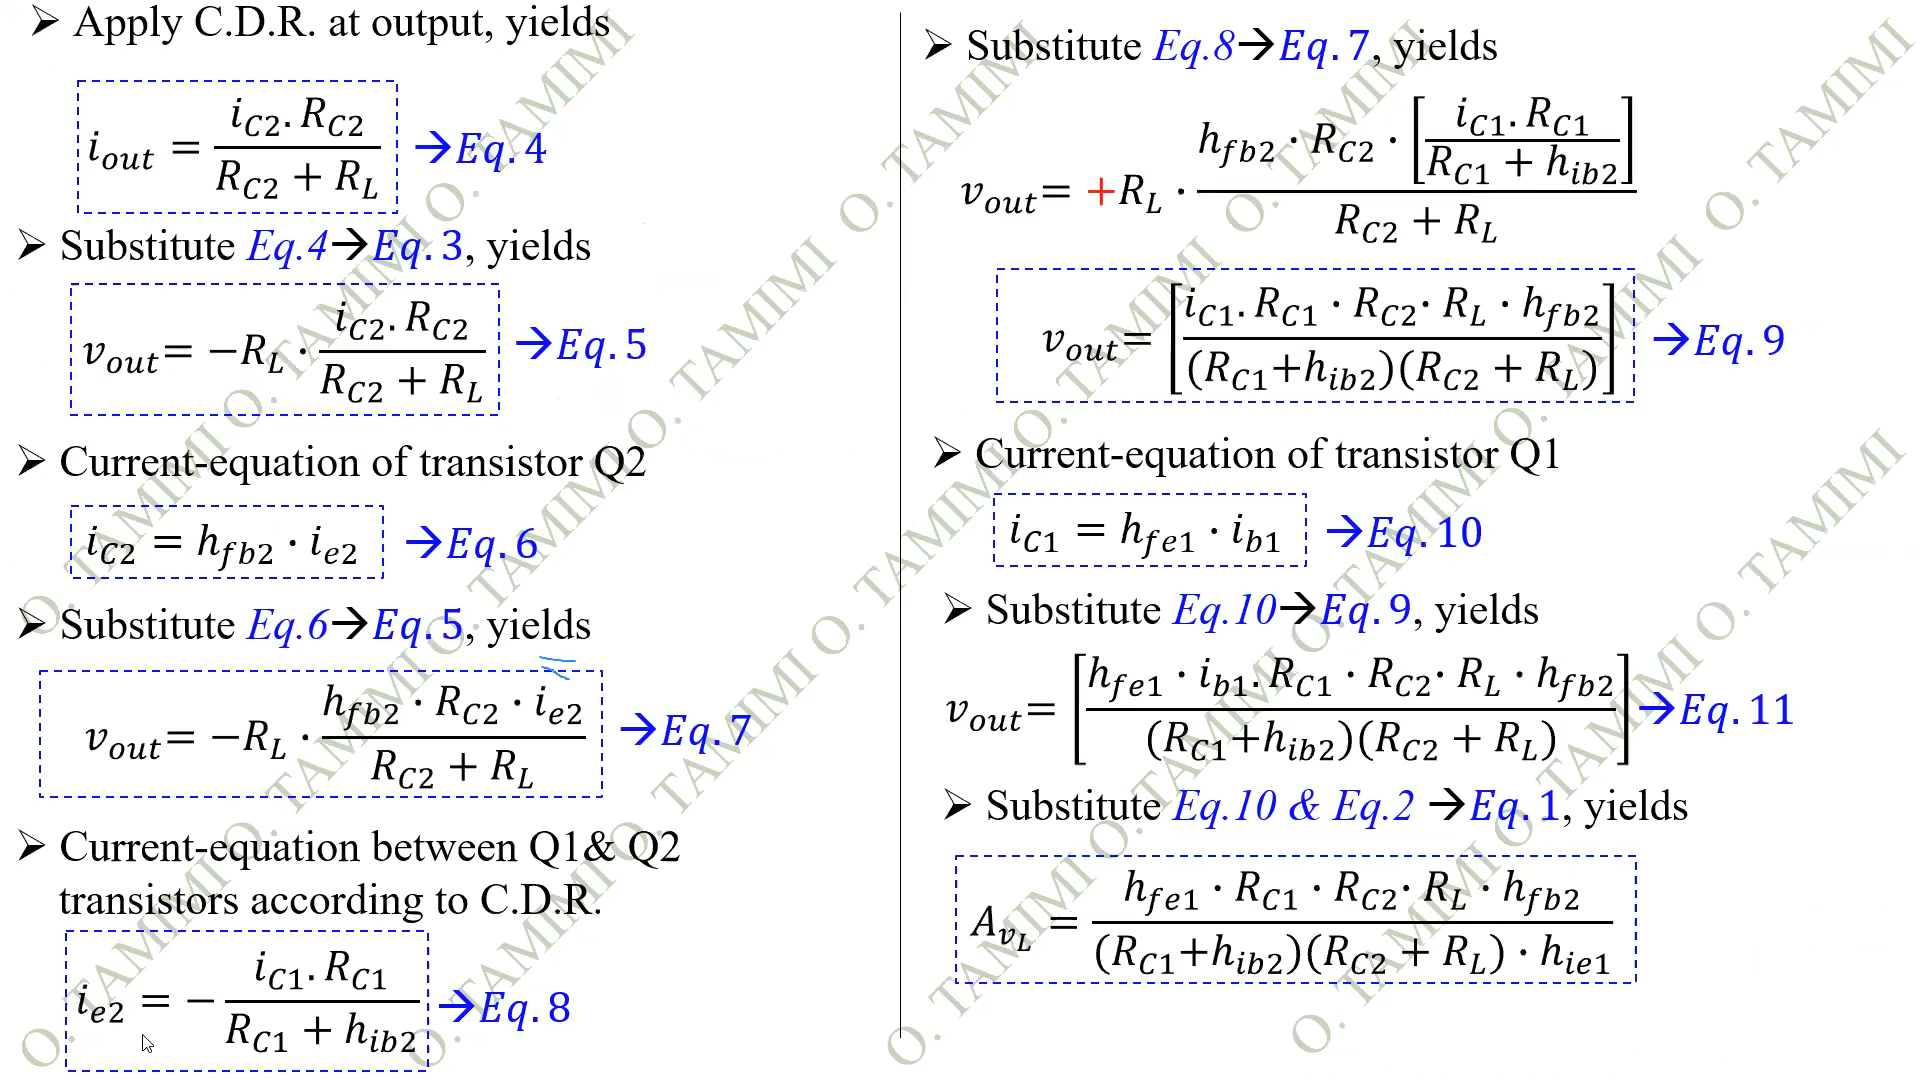 ➢ Apply C.D.R. at output, yields
i_out = (i_C2 . R_C2) / (R_C2 + R_L) →Eq. 4
➢ Substitute Eq.4→Eq. 3, yields
v_out = −R_L · (i_C2 . R_C2) / (R_C2 + R_L) →Eq. 5
➢ Current-equation of transistor Q2
i_C2 = h_fb2 · i_e2 →Eq. 6
➢ Substitute Eq.6→Eq. 5, yields
v_out = −R_L · (h_fb2 · R_C2 · i_e2) / (R_C2 + R_L) →Eq. 7
➢ Current-equation between Q1& Q2
transistors according to C.D.R.
i_e2 = − (i_C1 . R_C1) / (R_C1 + h_ib2) →Eq. 8
➢ Substitute Eq.8→Eq. 7, yields
v_out = +R_L · (h_fb2 · R_C2 · [(i_C1 . R_C1) / (R_C1 + h_ib2)]) / (R_C2 + R_L)
v_out = [(i_C1 . R_C1 · R_C2 · R_L · h_fb2) / ((R_C1+h_ib2)(R_C2 + R_L))] →Eq. 9
➢ Current-equation of transistor Q1
i_C1 = h_fe1 · i_b1 →Eq. 10
➢ Substitute Eq.10→Eq. 9, yields
v_out = [(h_fe1 · i_b1 . R_C1 · R_C2 · R_L · h_fb2) / ((R_C1+h_ib2)(R_C2 + R_L))] →Eq. 11
➢ Substitute Eq.10 & Eq.2 →Eq. 1, yields
A_vL = (h_fe1 · R_C1 · R_C2 · R_L · h_fb2) / ((R_C1+h_ib2)(R_C2 + R_L) · h_ie1)
O. TAMIMI O. TAMIMI O. TAMIMI